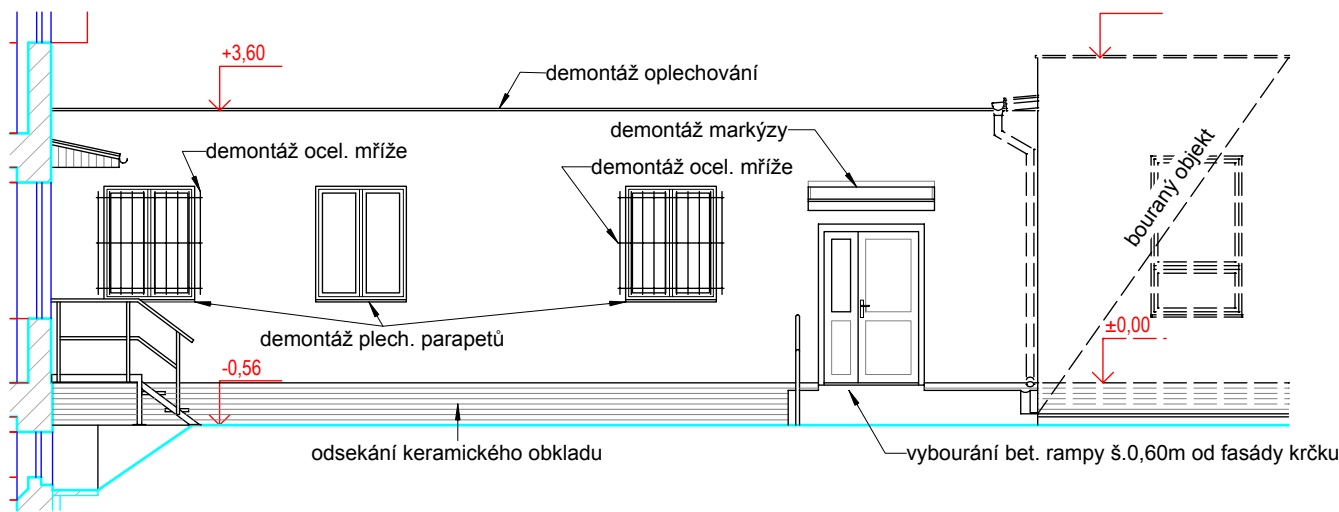 +3,60
demontáž oplechování
demontáž markýzy
demontáž ocel. mříže
demontáž ocel. mříže
bouraný objekt
demontáž plech. parapetů
±0,00
-0,56
odsekání keramického obkladu
vybourání bet. rampy š.0,60m od fasády krčku